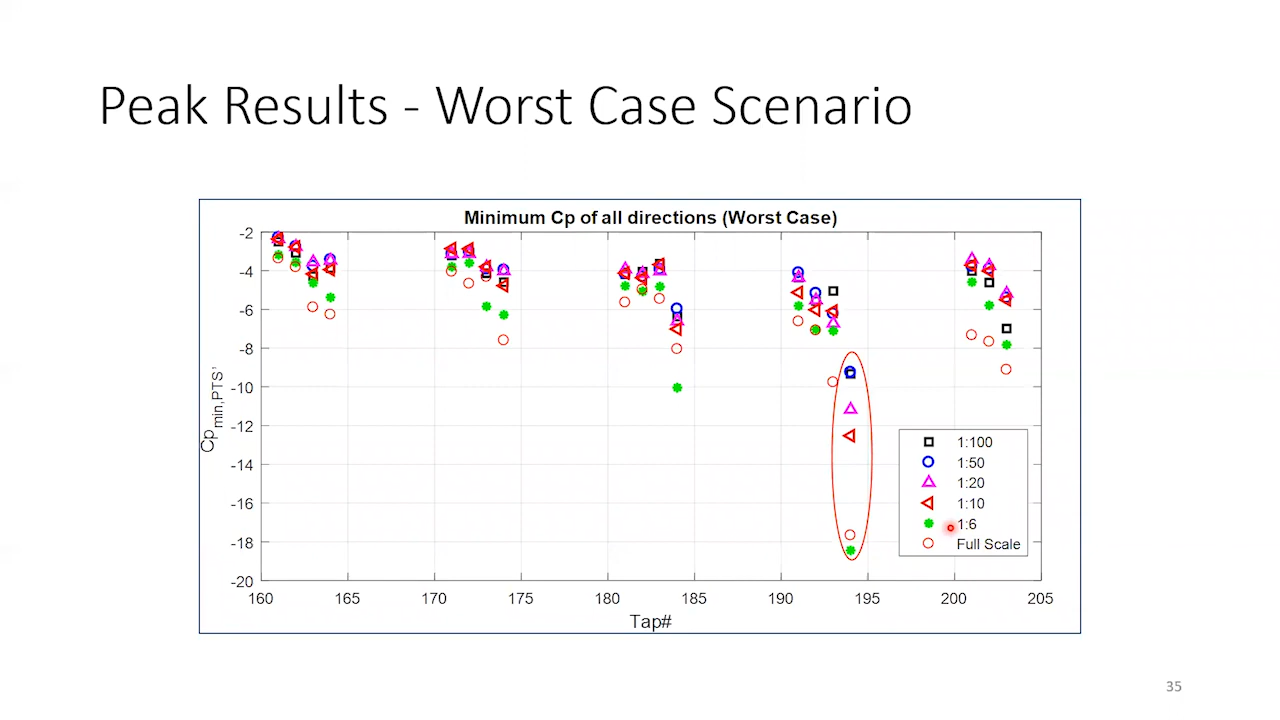 Peak Results - Worst Case Scenario
Minimum Cp of all directions (Worst Case)
-2
-4
-6
-8
-10
-12
-14
-16
-18
-20
Cp min,PTS'
160 165 170 175 180 185 190 195 200 205
Tap#
1:100
1:50
1:20
1:10
1:6
Full Scale
35